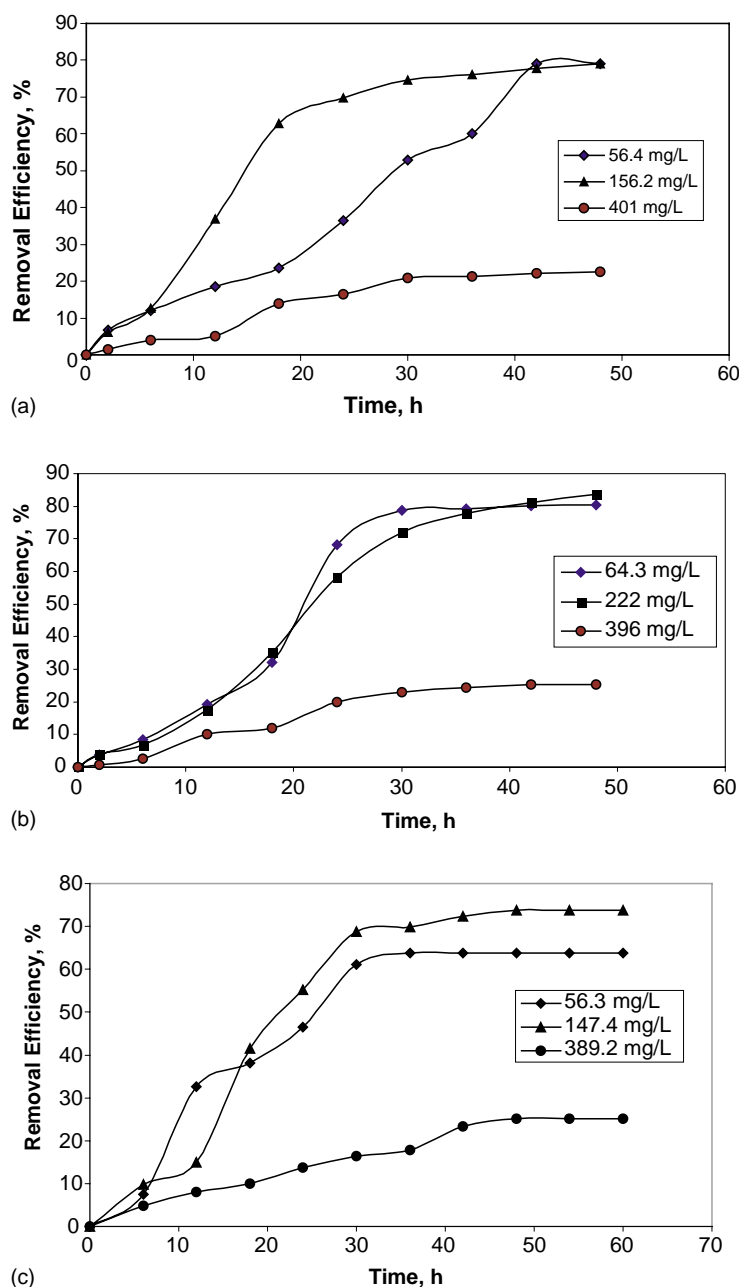 90
80
70
60
50
40
30
20
10
0
Removal Efficiency, %
56.4 mg/L
156.2 mg/L
401 mg/L
0 10 20 30 40 50 60
Time, h
(a)
90
80
70
60
50
40
30
20
10
0
Removal Efficiency, %
64.3 mg/L
222 mg/L
396 mg/L
0 10 20 30 40 50 60
Time, h
(b)
80
70
60
50
40
30
20
10
0
Removal Efficiency, %
56.3 mg/L
147.4 mg/L
389.2 mg/L
0 10 20 30 40 50 60 70
Time, h
(c)